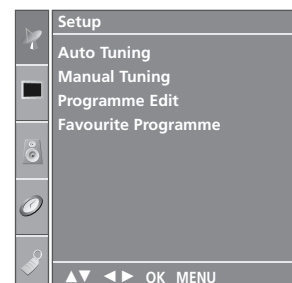 Setup
Auto Tuning
Manual Tuning
Programme Edit
Favourite Programme
▲▼ ◄► OK MENU